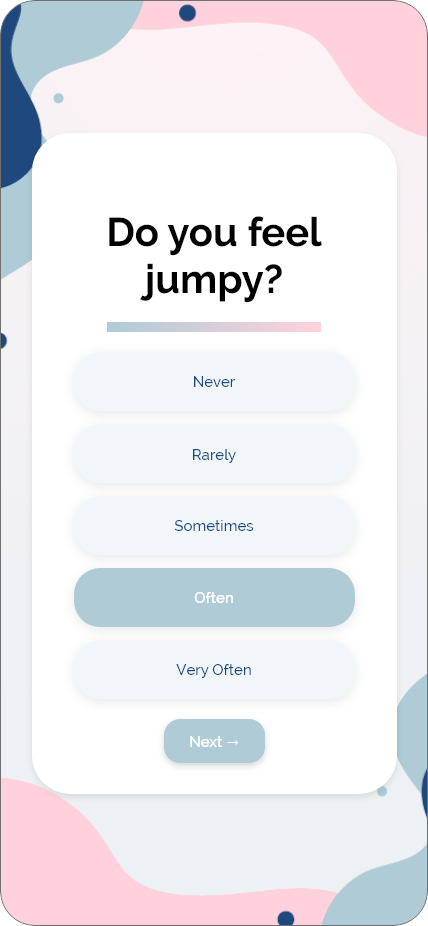 Do you feel
jumpy?
Never
Rarely
Sometimes
Often
Very Often
Next →